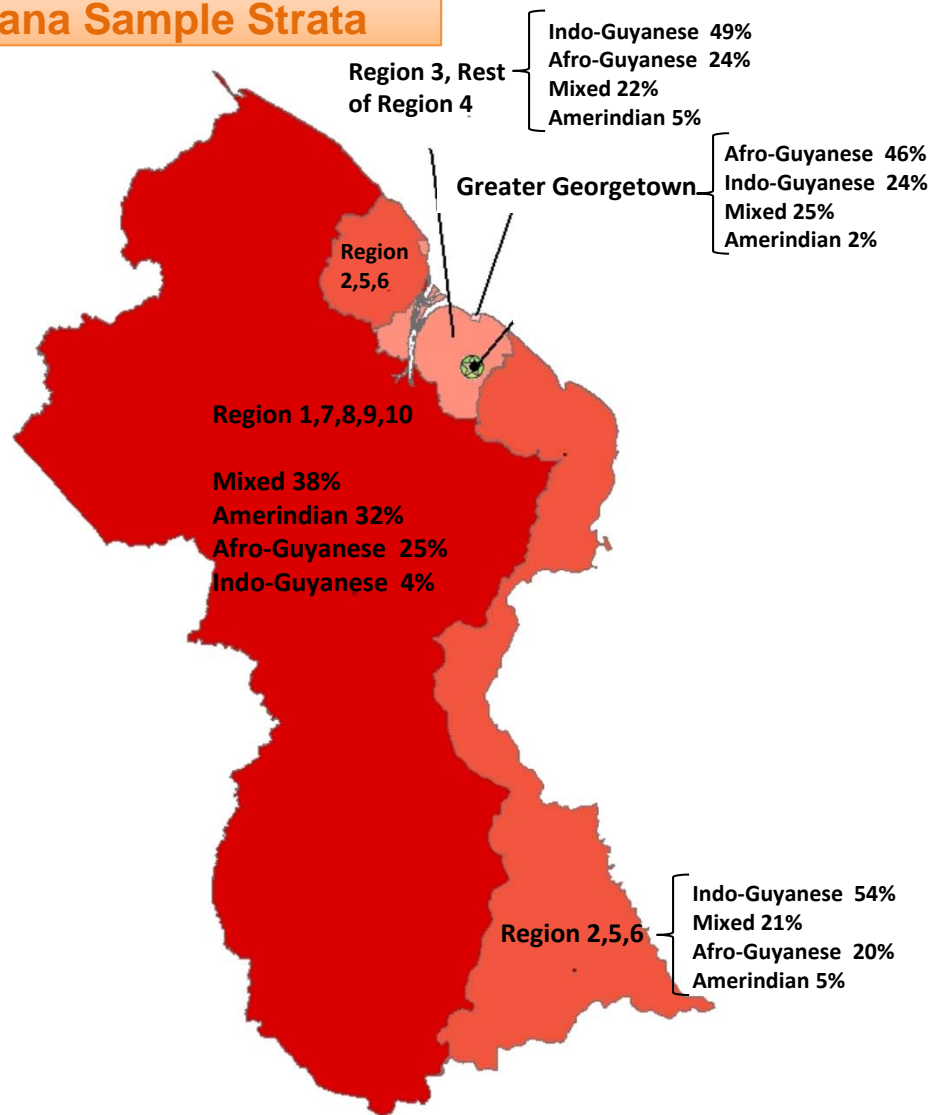 ana Sample Strata
Region 3, Rest
of Region 4
Indo-Guyanese 49%
Afro-Guyanese 24%
Mixed 22%
Amerindian 5%
Greater Georgetown
Afro-Guyanese 46%
Indo-Guyanese 24%
Mixed 25%
Amerindian 2%
Region
2,5,6
Region 1,7,8,9,10
Mixed 38%
Amerindian 32%
Afro-Guyanese 25%
Indo-Guyanese 4%
Region 2,5,6
Indo-Guyanese 54%
Mixed 21%
Afro-Guyanese 20%
Amerindian 5%